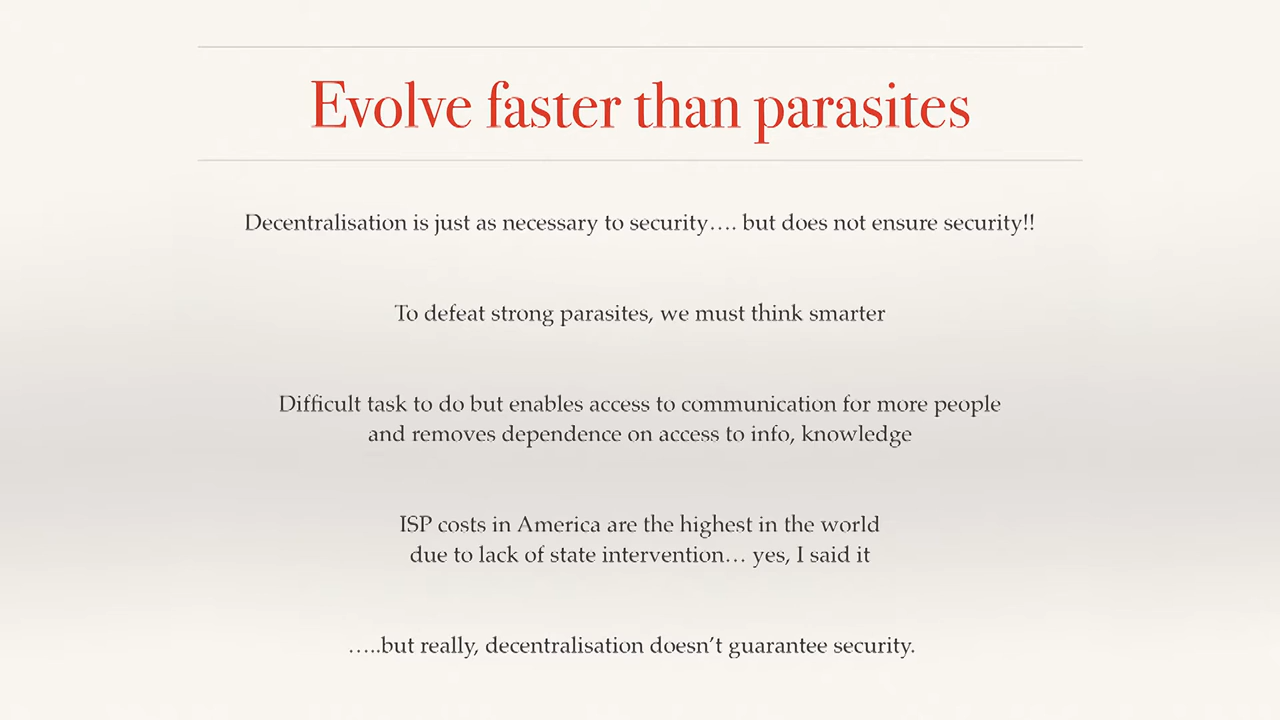 Evolve faster than parasites
Decentralisation is just as necessary to security…. but does not ensure security!!
To defeat strong parasites, we must think smarter
Difficult task to do but enables access to communication for more people
and removes dependence on access to info, knowledge
ISP costs in America are the highest in the world
due to lack of state intervention… yes, I said it
…..but really, decentralisation doesn’t guarantee security.